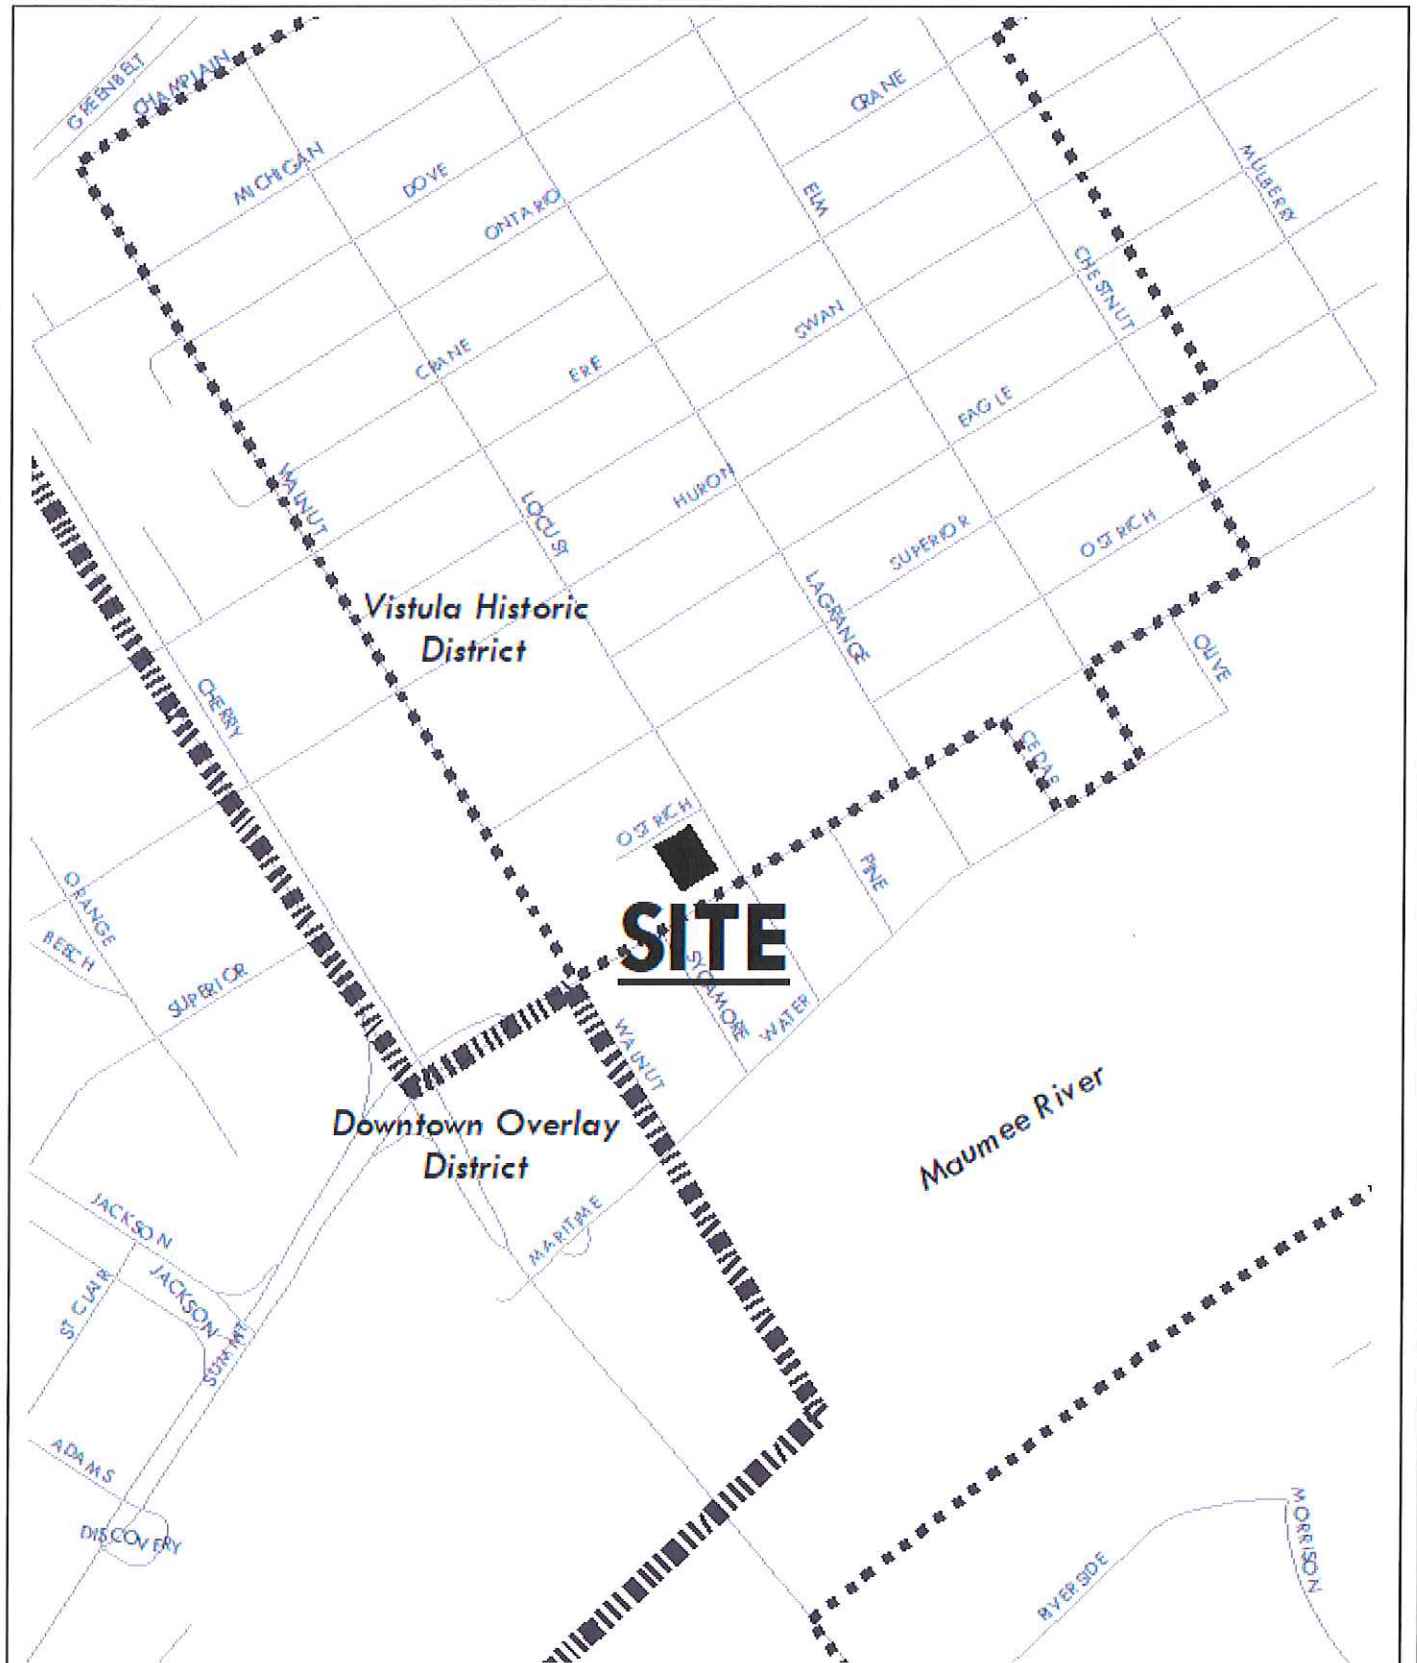 GREENBELT
CHAMPLAIN
MICHIGAN
DOVE
ONTARIO
CRANE
ELM
MULBERRY
CHESTNUT
CRANE
ERIE
SWAN
EAGLE
WALNUT
LOCUST
HURON
SUPERIOR
OSTRICH
LAGRANGE
Vistula Historic
District
OLIVE
CHERRY
CEDAR
OSTRICH
PINE
ORANGE
BEECH
SUPERIOR
SITE
SYCAMORE
WATER
WALNUT
Downtown Overlay
District
Maumee River
MARITIME
JACKSON
JACKSON
ST CLAIR
SUMMIT
ADAMS
DISCOVERY
RIVERSIDE
MORRISON